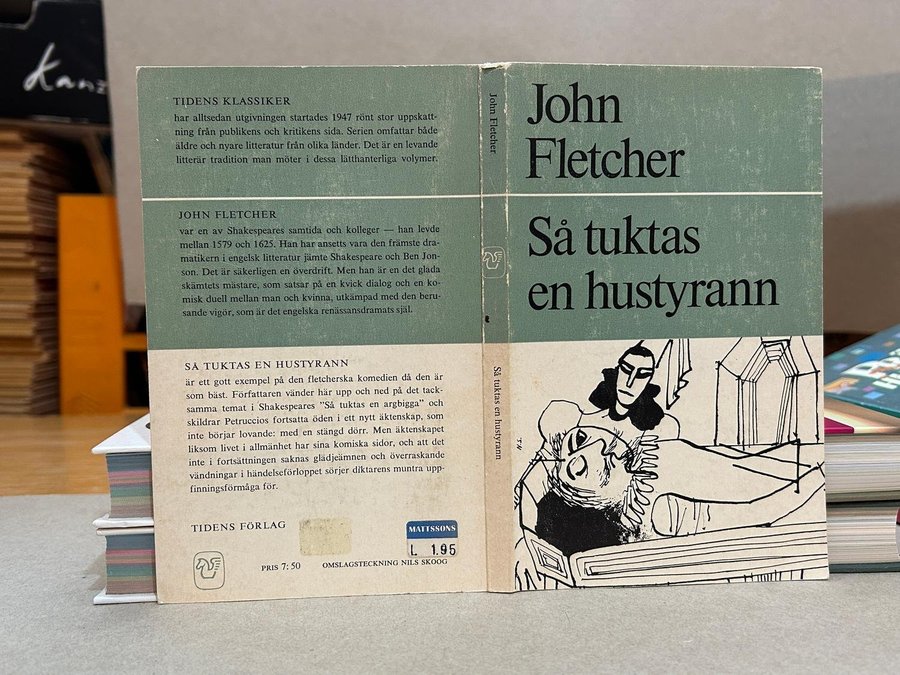 Kanz
TIDENS KLASSIKER
har alltsedan utgivningen startades 1947 rönt stor uppskatt-
ning från publikens och kritikens sida. Serien omfattar både
äldre och nyare litteratur från olika länder. Det är en levande
litterär tradition man möter i dessa lätthanterliga volymer.
JOHN FLETCHER
var en av Shakespeares samtida och kolleger — han levde
mellan 1579 och 1625. Han har ansetts vara den främste dra-
matikern i engelsk litteratur jämte Shakespeare och Ben Jon-
son. Det är säkerligen en överdrift. Men han är en det glada
skämtets mästare, som satsar på en kvick dialog och en ko-
misk duell mellan man och kvinna, utkämpad med den beru-
sande vigör, som är det engelska renässansdramats själ.
SÅ TUKTAS EN HUSTYRANN
är ett gott exempel på den fletcherska komedien då den är
som bäst. Författaren vänder här upp och ned på det tack-
samma temat i Shakespeares "Så tuktas en argbigga" och
skildrar Petruccios fortsatta öden i ett nytt äktenskap, som
inte börjar lovande: med en stängd dörr. Men äktenskapet
liksom livet i allmänhet har sina komiska sidor, och att det
inte i fortsättningen saknas glädjeämnen och överraskande
vändningar i händelseförloppet sörjer diktarens muntra upp-
finningsförmåga för.
TIDENS FÖRLAG
MATTSSONS
L 1.95
PRIS 7:50
OMSLAGSTECKNING NILS SKOOG
John Fletcher
Så tuktas en hustyrann
John
Fletcher
Så tuktas
en hustyrann